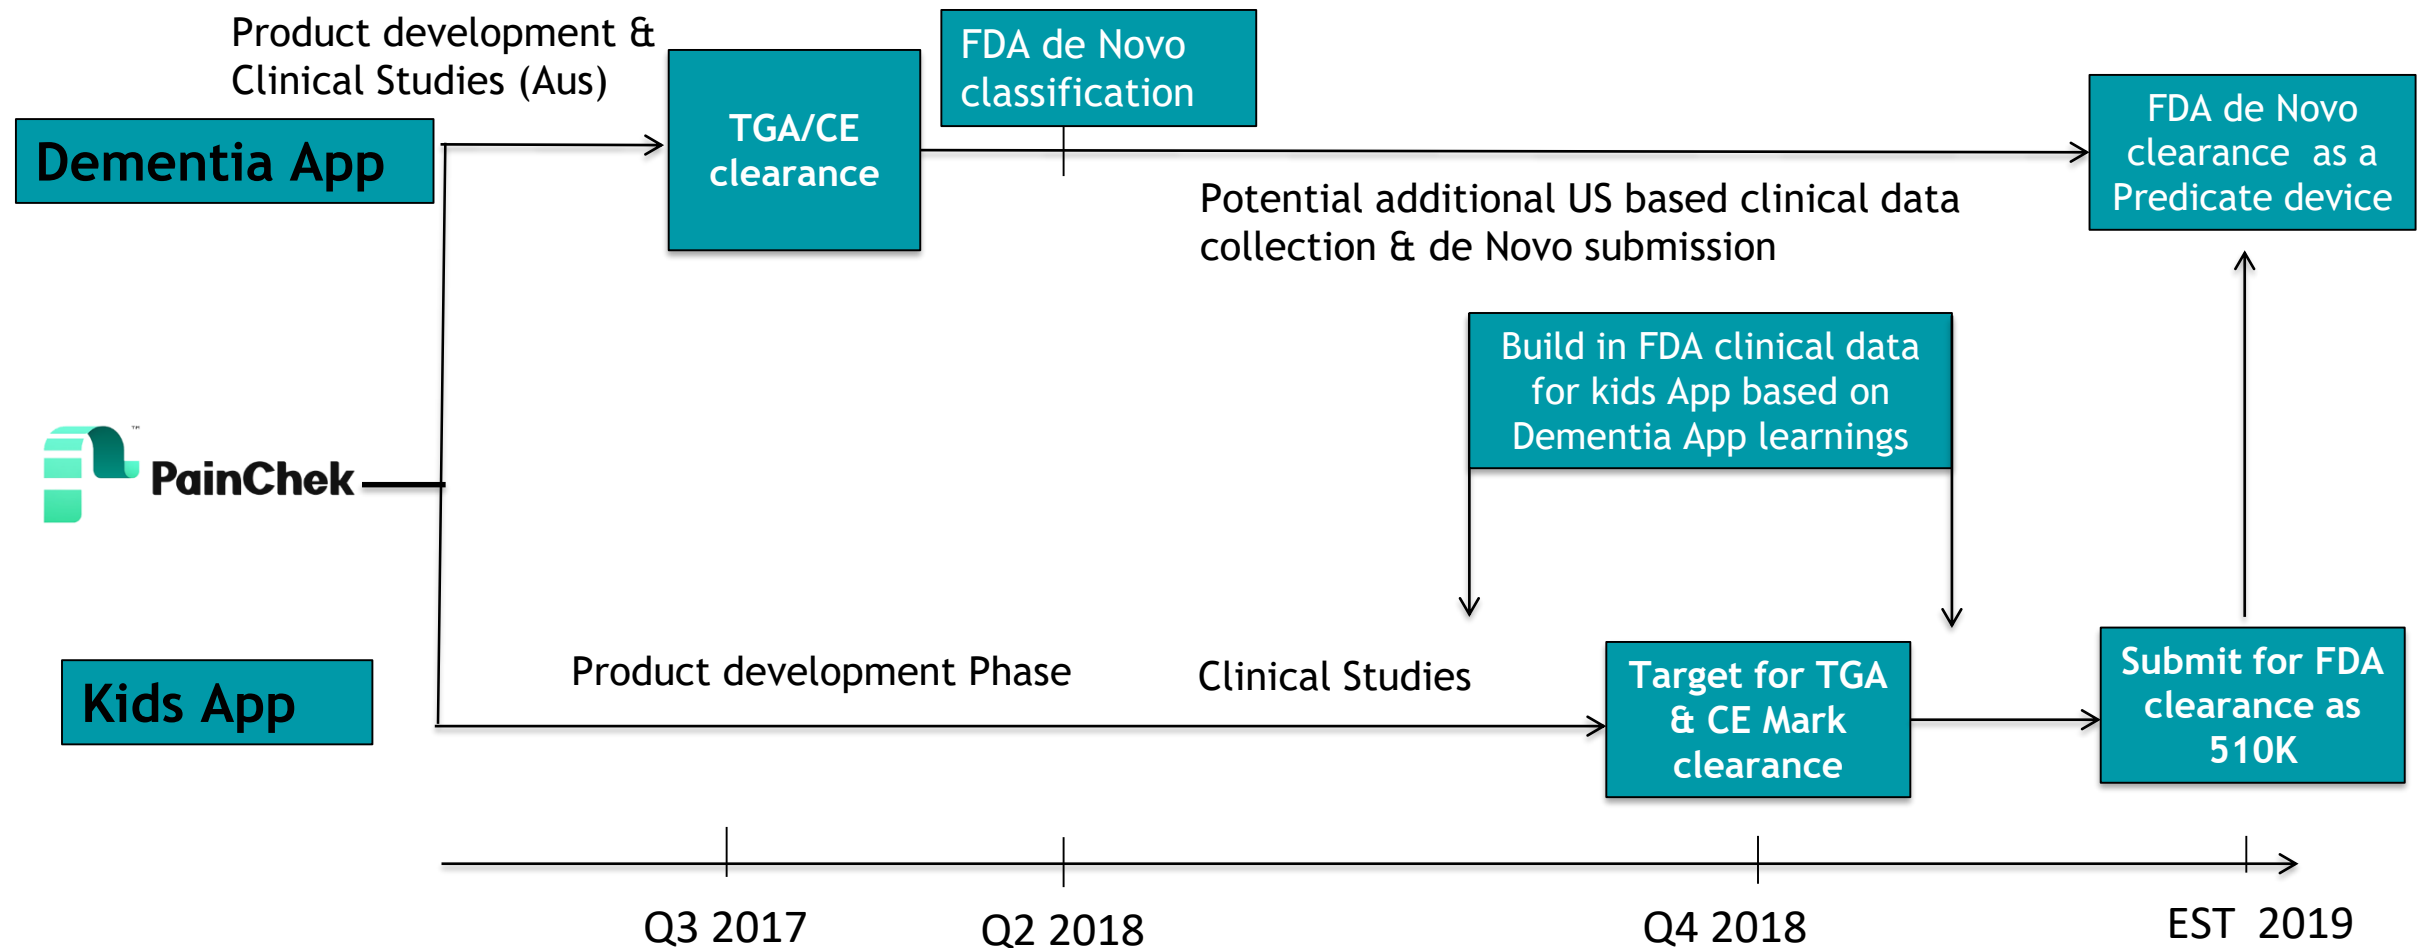 Product development &
Clinical Studies (Aus)
FDA de Novo
classification
TGA/CE
clearance
FDA de Novo
clearance as a
Predicate device
Dementia App
Potential additional US based clinical data
collection & de Novo submission
Build in FDA clinical data
for kids App based on
Dementia App learnings
PainChek
™
Kids App
Product development Phase
Clinical Studies
Target for TGA
& CE Mark
clearance
Submit for FDA
clearance as
510K
Q3 2017
Q2 2018
Q4 2018
EST 2019